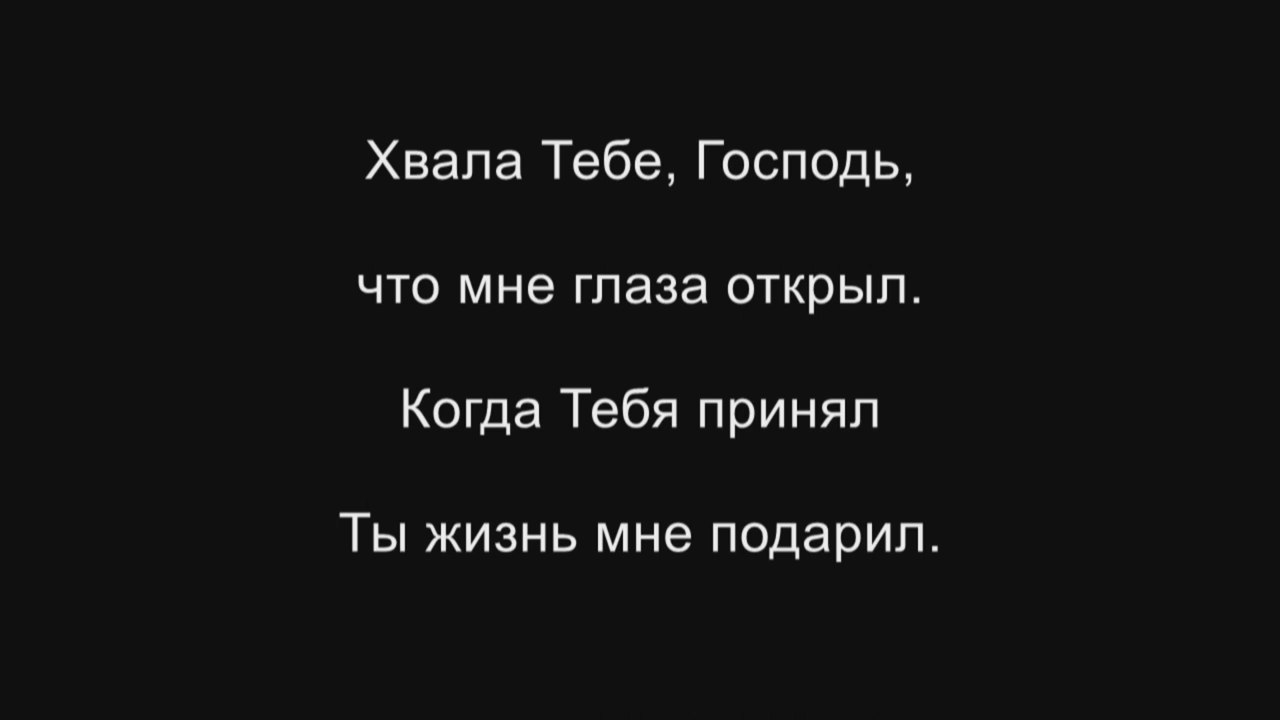 Хвала Тебе, Господь,
что мне глаза открыл.
Когда Тебя принял
Ты жизнь мне подарил.